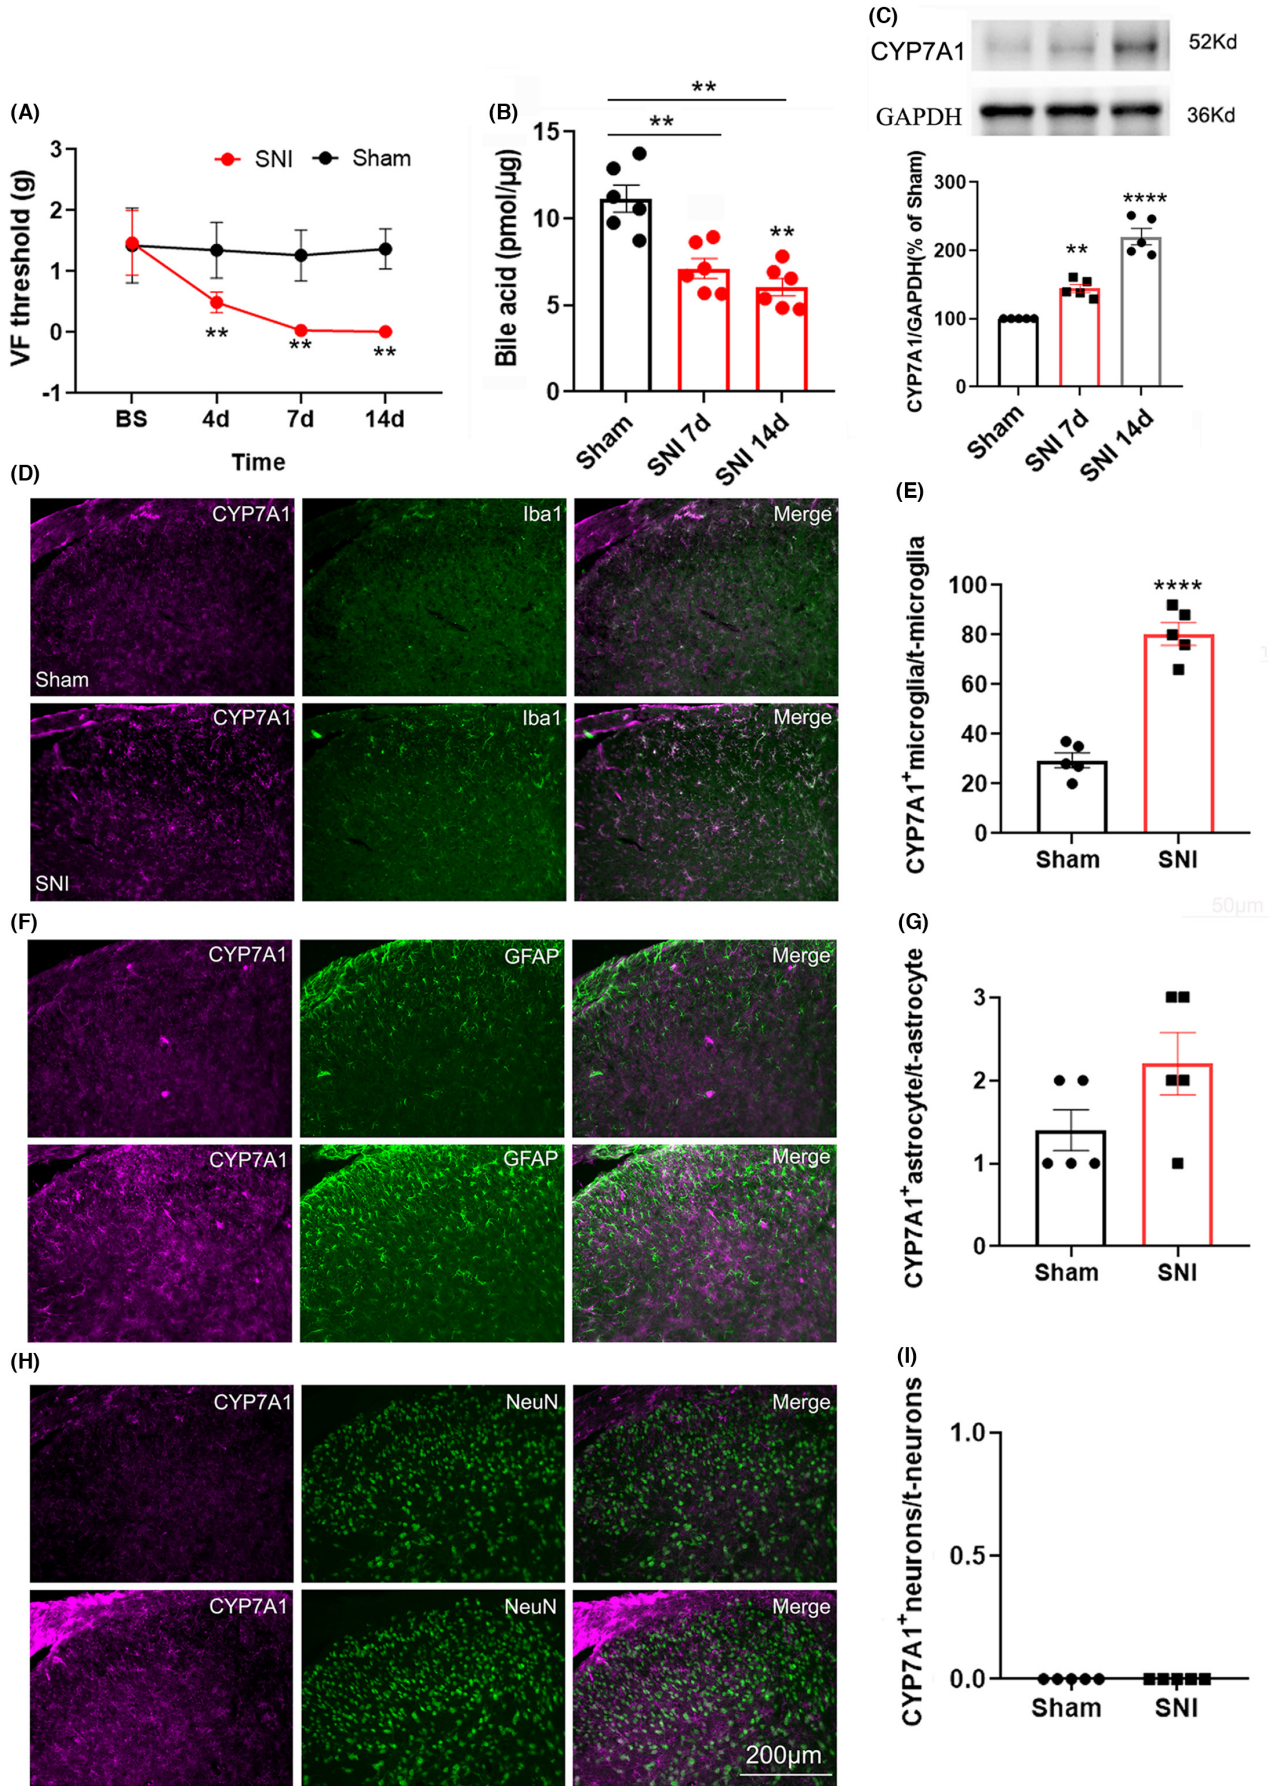 (C)
CYP7A1
52Kd
GAPDH
36Kd
CYP7A1/GAPDH(% of Sham)
300
200
100
0
**
****
Sham
SNI 7d
SNI 14d
(A)
VF threshold (g)
3
2
1
0
-1
SNI
Sham
**
**
**
BS
4d
7d
14d
Time
(B)
Bile acid (pmol/µg)
15
10
5
0
**
**
**
Sham
SNI 7d
SNI 14d
(D)
CYP7A1
Iba1
Merge
Sham
CYP7A1
Iba1
Merge
SNI
(E)
CYP7A1+microglia/t-microglia
100
80
60
40
20
0
****
Sham
SNI
50µm
(F)
CYP7A1
GFAP
Merge
CYP7A1
GFAP
Merge
(G)
CYP7A1+astrocyte/t-astrocyte
3
2
1
0
Sham
SNI
(H)
CYP7A1
NeuN
Merge
CYP7A1
NeuN
Merge
200µm
(I)
CYP7A1+neurons/t-neurons
1.0
0.5
0.0
Sham
SNI